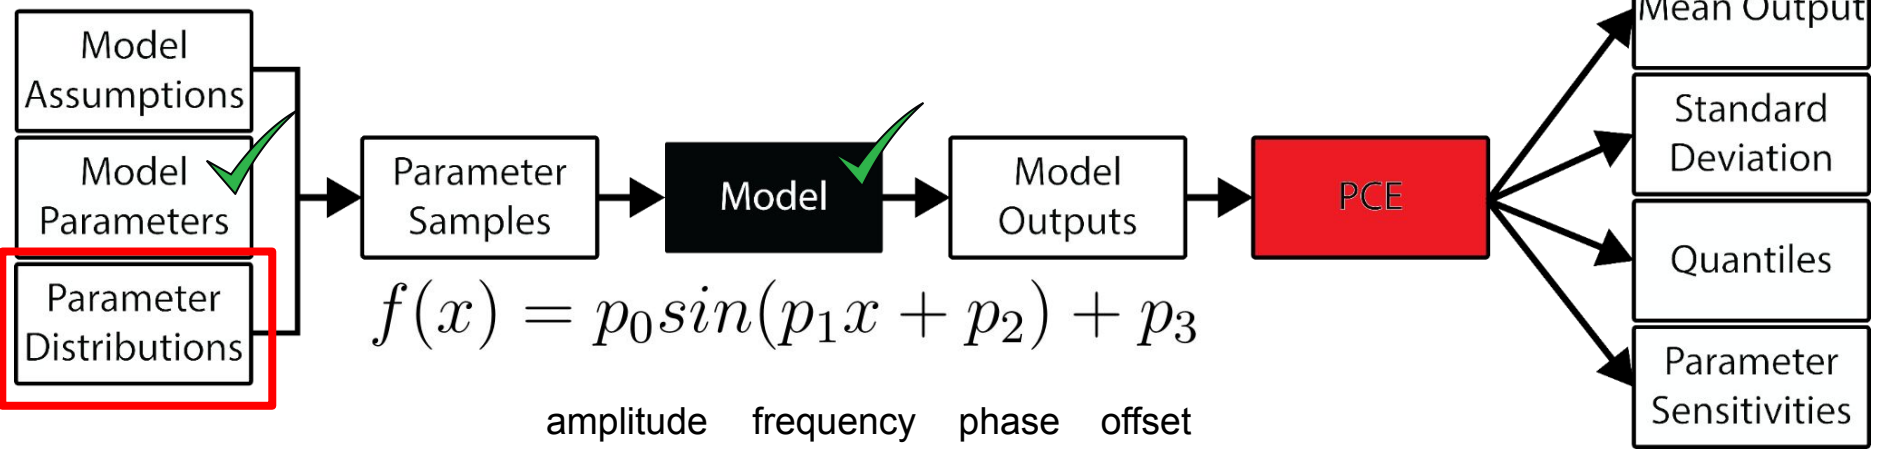 Model
Assumptions
Model
Parameters
Parameter
Distributions
Parameter
Samples
Model
Model
Outputs
PCE
Mean Output
Standard
Deviation
Quantiles
Parameter
Sensitivities
f(x) = p₀sin(p₁x + p₂) + p₃
amplitude frequency phase offset